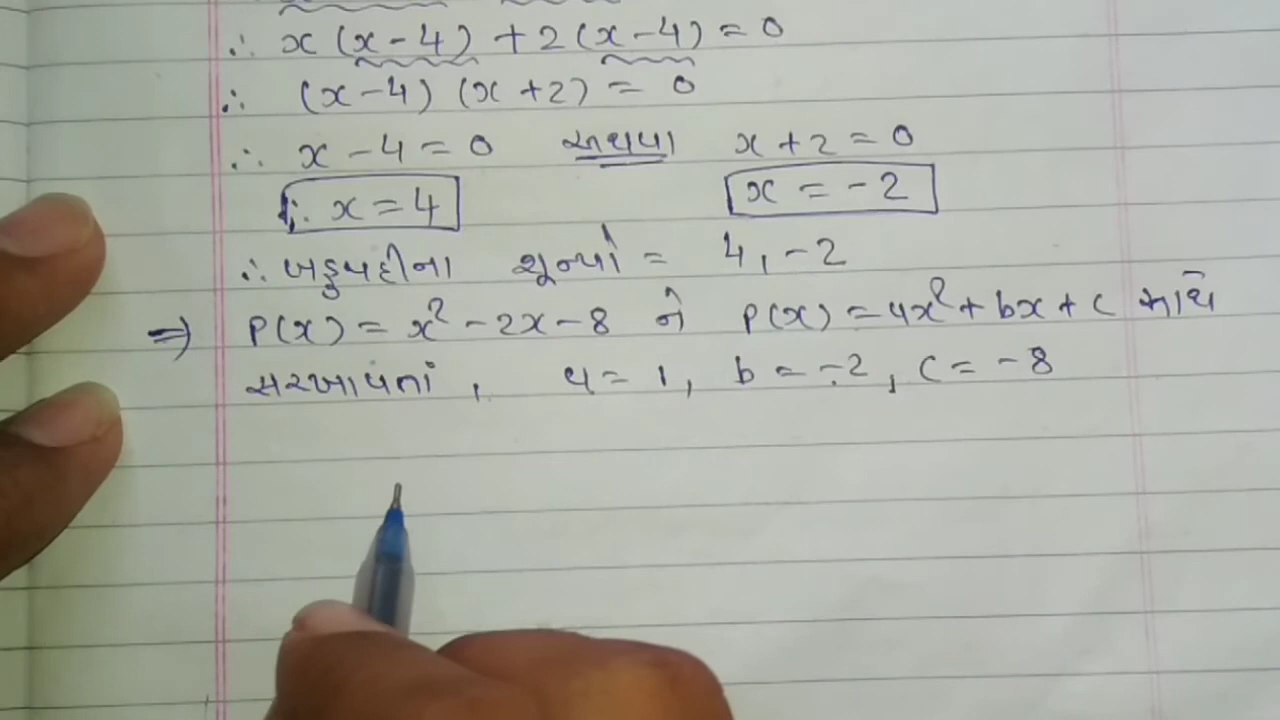 ∴ x(x-4) + 2(x-4) = 0
∴ (x-4) (x+2) = 0
∴ x-4 = 0 અથવા x+2 = 0
∴ x = 4 x = -2
∴ બહુપદીના શૂન્યો = 4, -2
⇒ P(x) = x² - 2x - 8 ને P(x) = ax² + bx + c સાથે
સરખાવતાં, a = 1, b = -2, c = -8